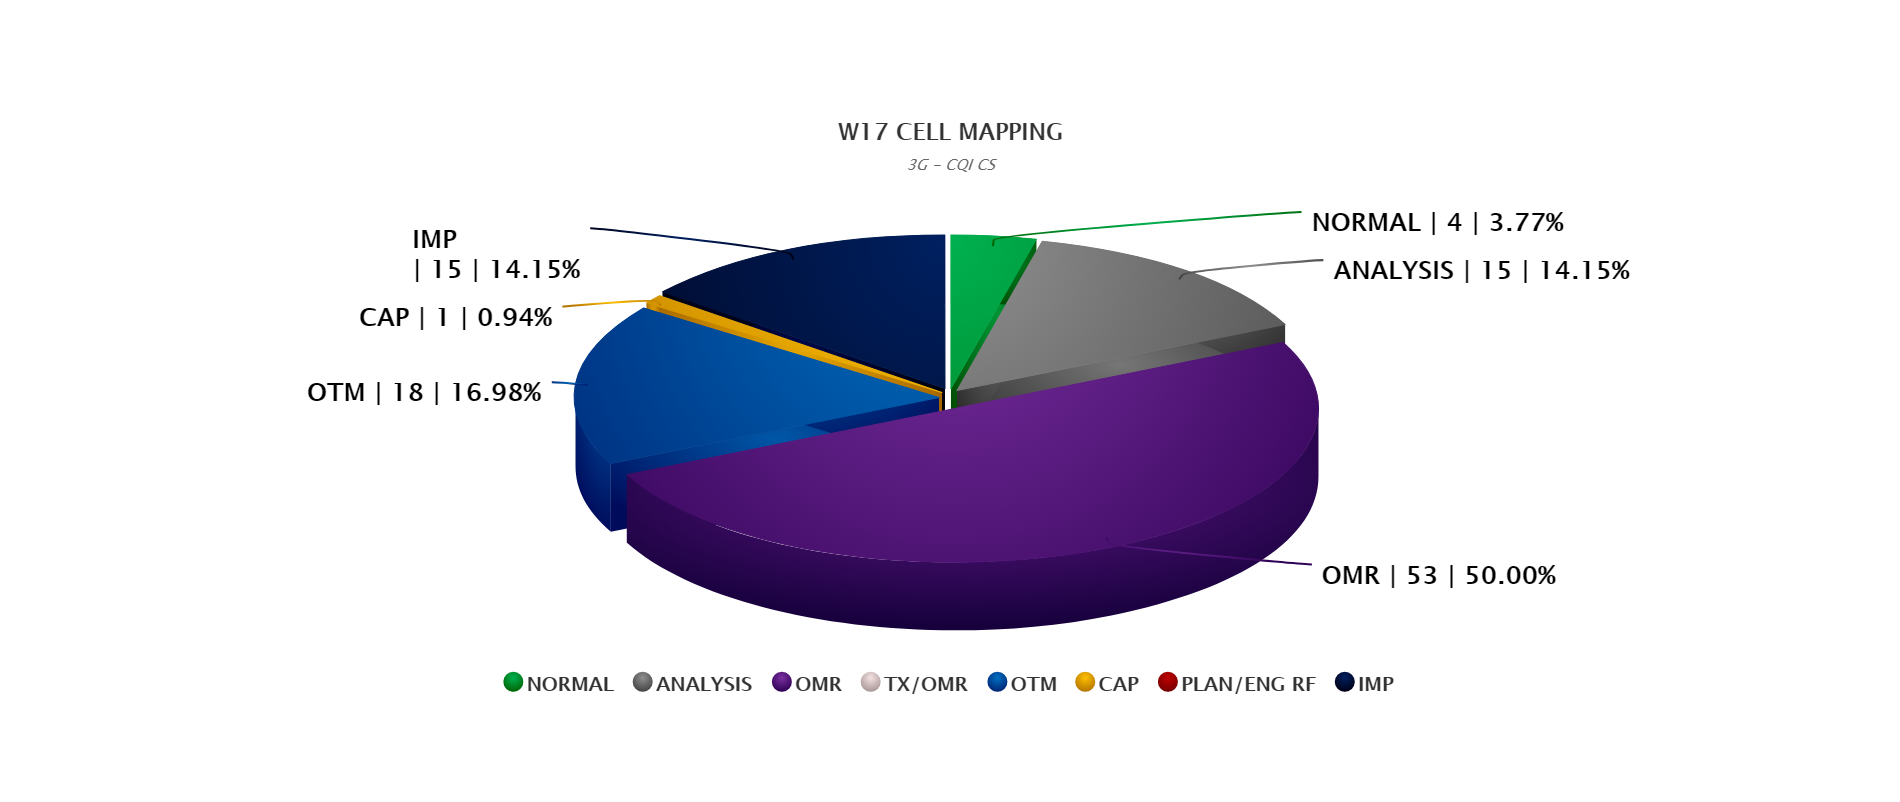 W17 CELL MAPPING
3G - CQI CS
NORMAL | 4 | 3.77%
IMP
| 15 | 14.15%
ANALYSIS | 15 | 14.15%
CAP | 1 | 0.94%
OTM | 18 | 16.98%
OMR | 53 | 50.00%
NORMAL ANALYSIS OMR TX/OMR OTM CAP PLAN/ENG RF IMP